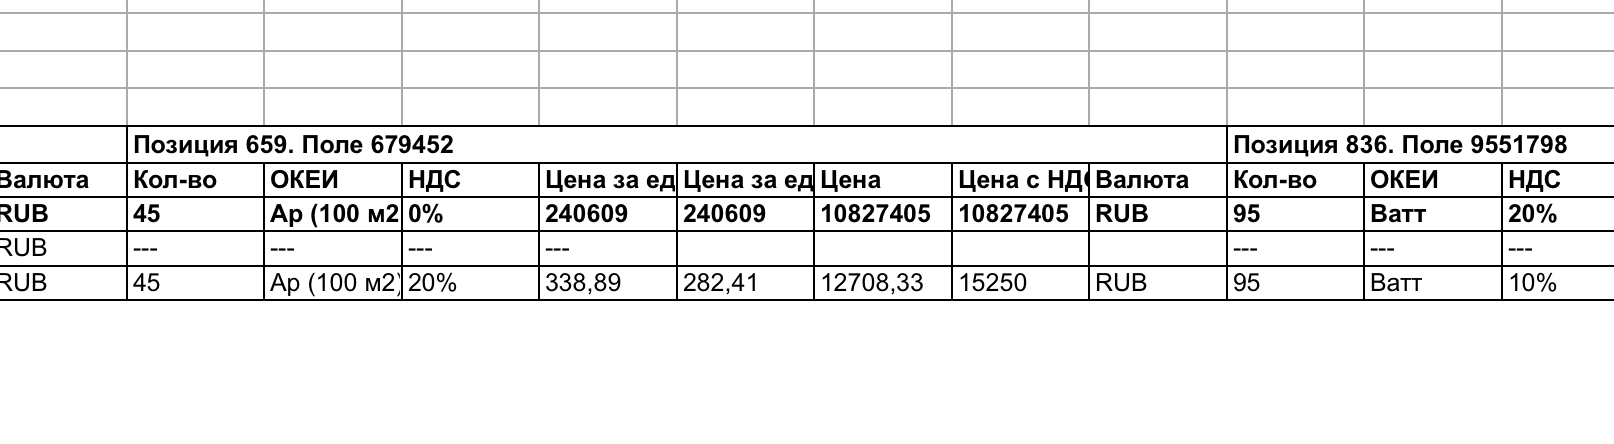 Позиция 659. Поле 679452 Позиция 836. Поле 9551798
Валюта Кол-во ОКЕИ НДС Цена за ед Цена за ед Цена Цена с НДС Валюта Кол-во ОКЕИ НДС
RUB 45 Ар (100 м2 0% 240609 240609 10827405 10827405 RUB 95 Ватт 20%
RUB --- --- --- --- --- --- ---
RUB 45 Ар (100 м2) 20% 338,89 282,41 12708,33 15250 RUB 95 Ватт 10%